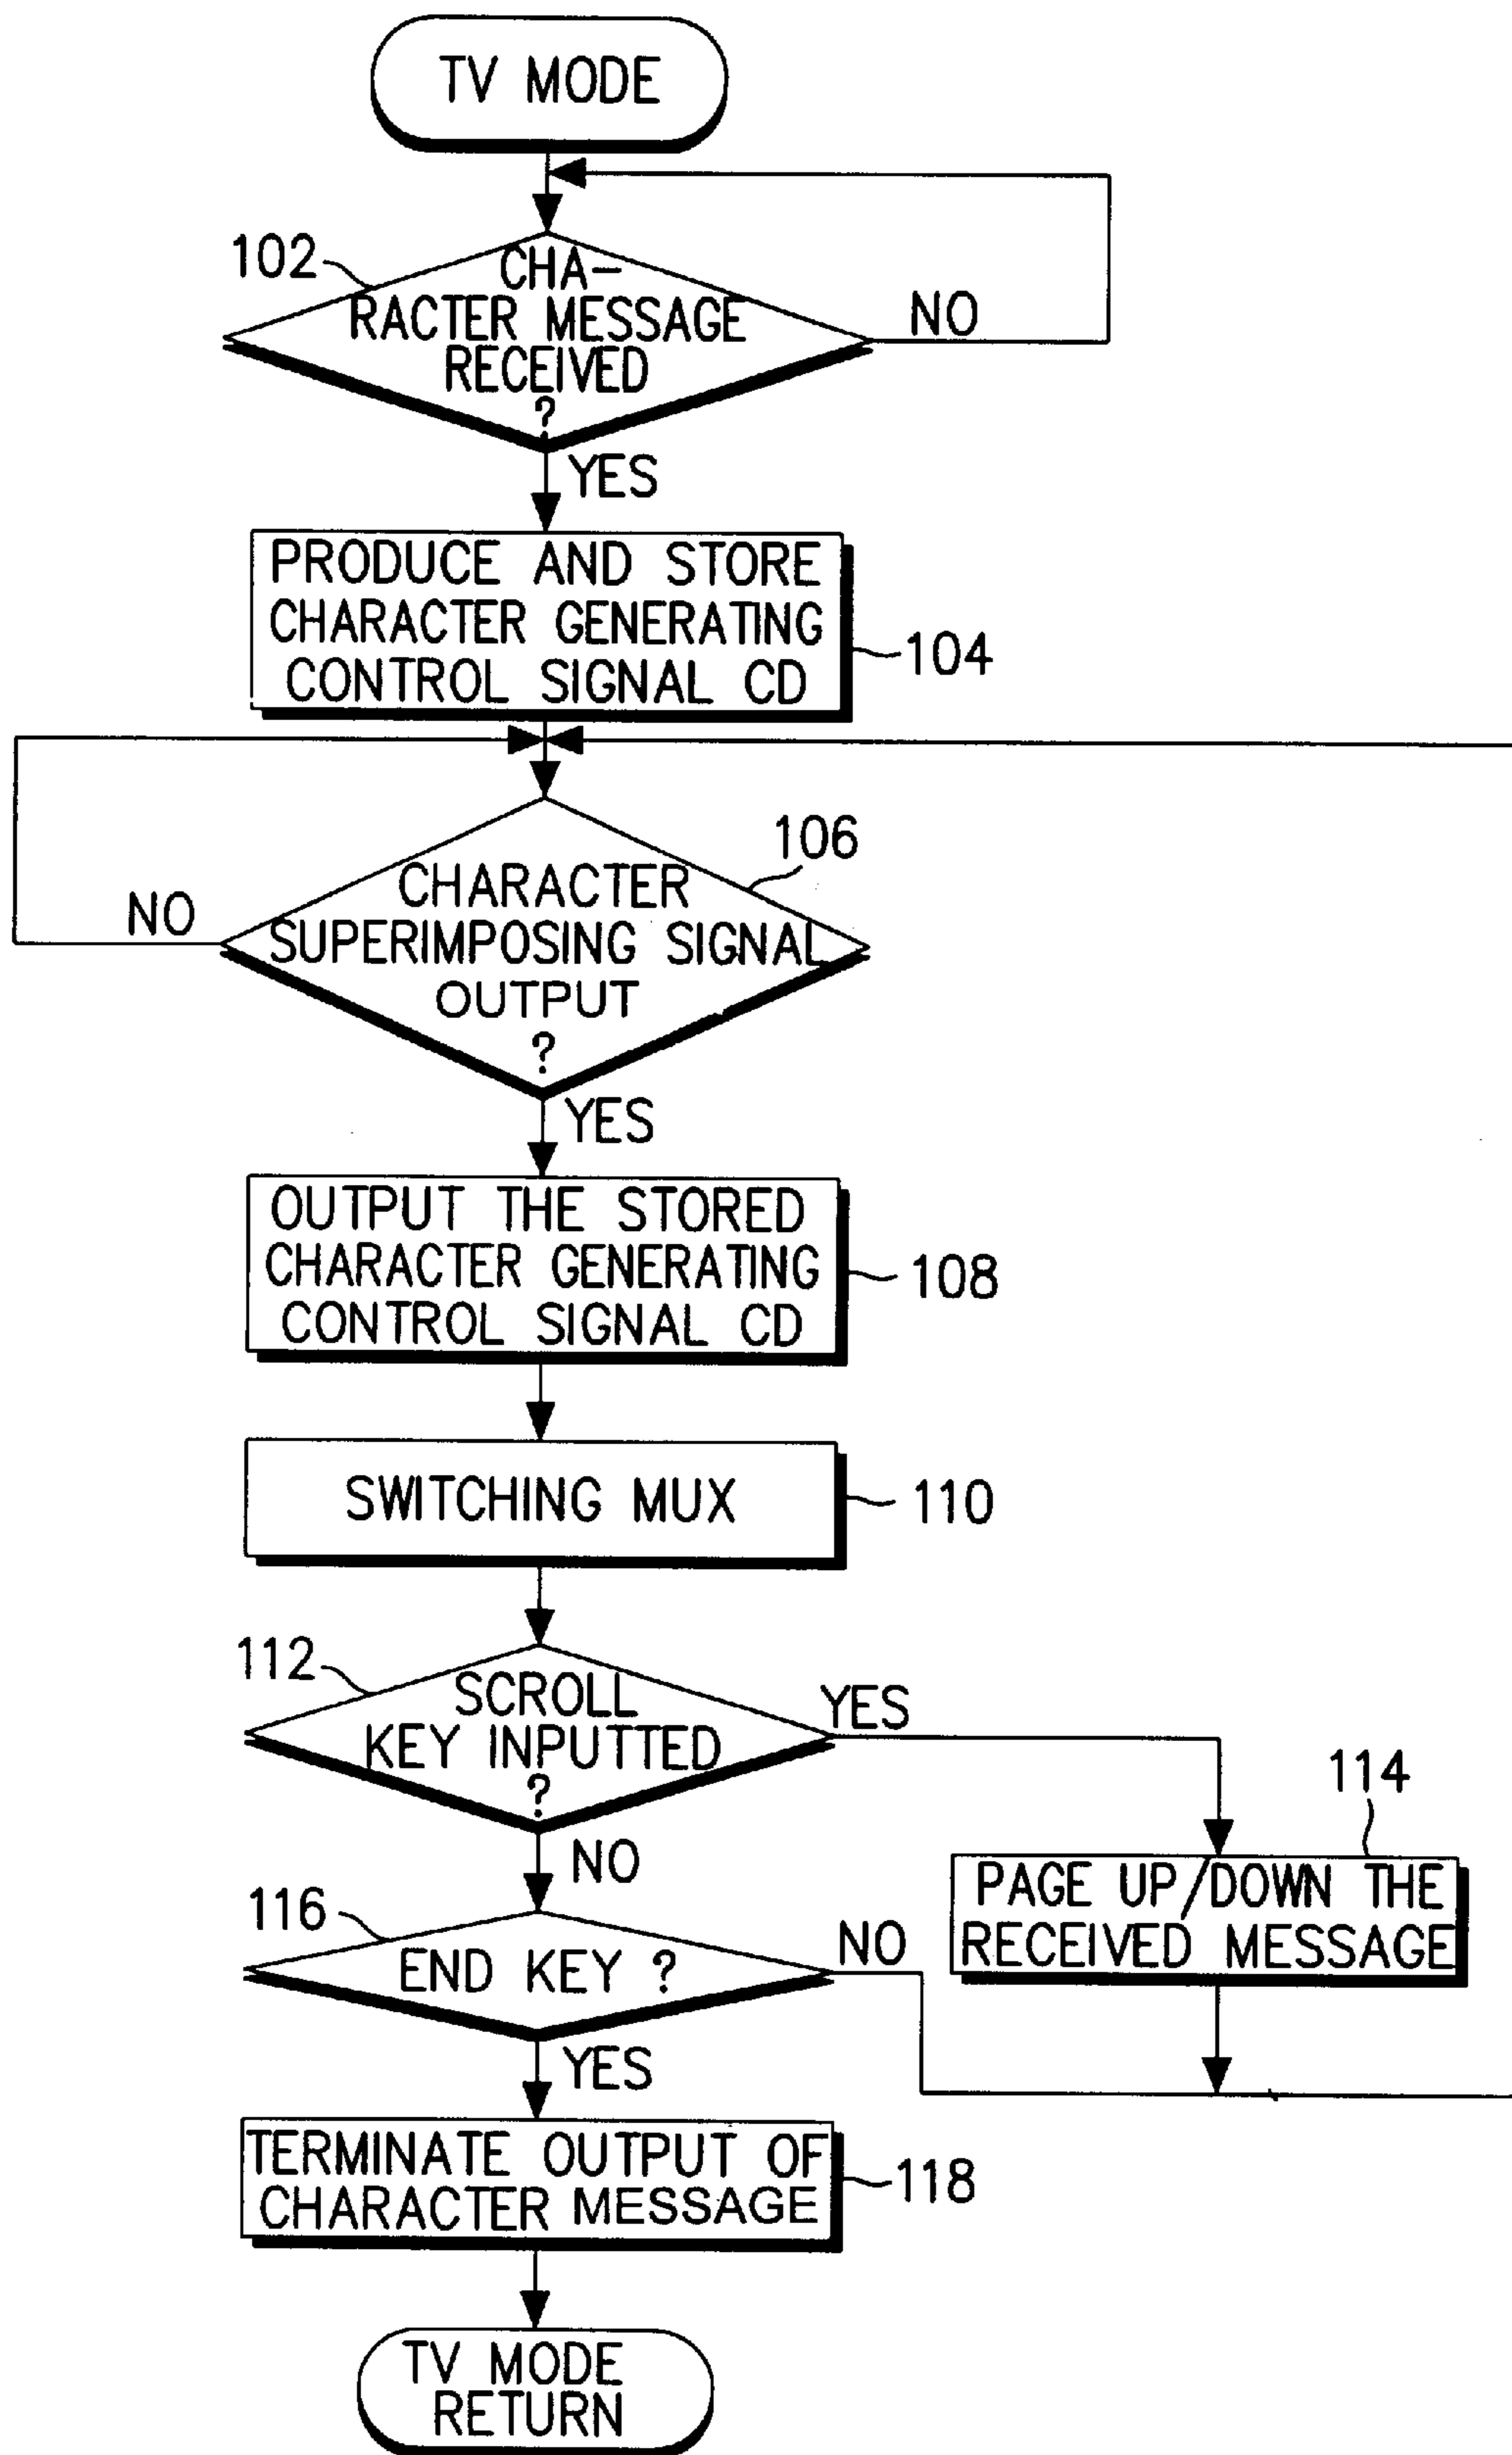 TV MODE
102
CHA-
RACTER MESSAGE
RECEIVED
?
NO
YES
PRODUCE AND STORE
CHARACTER GENERATING
CONTROL SIGNAL CD
104
106
CHARACTER
SUPERIMPOSING SIGNAL
OUTPUT
?
NO
YES
OUTPUT THE STORED
CHARACTER GENERATING
CONTROL SIGNAL CD
108
SWITCHING MUX
110
112
SCROLL
KEY INPUTTED
?
YES
NO
114
PAGE UP/DOWN THE
RECEIVED MESSAGE
116
END KEY ?
NO
YES
TERMINATE OUTPUT OF
CHARACTER MESSAGE
118
TV MODE
RETURN